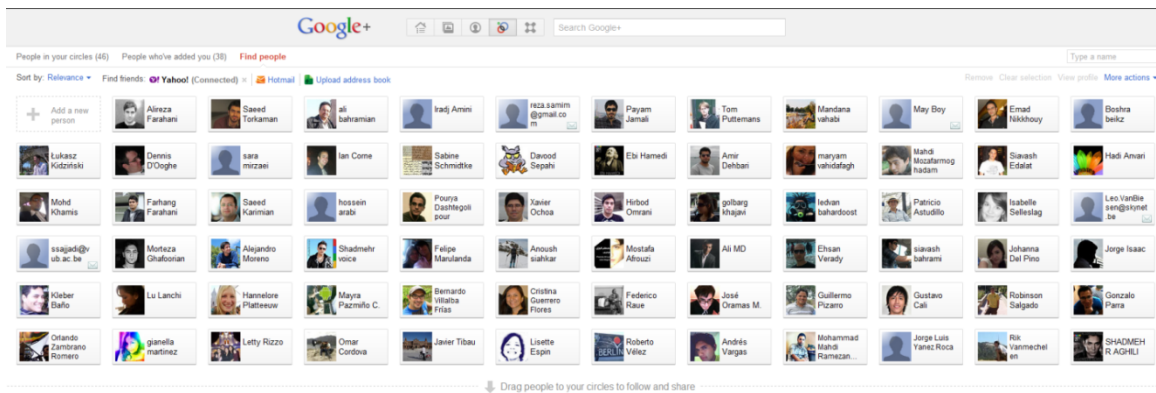 Google+
Search Google+
People in your circles (46) People who've added you (38) Find people
Type a name
Sort by: Relevance Find friends: Yahoo! (Connected) × Hotmail Upload address book
Remove Clear selection View profile More actions
Add a new person
Alireza Farahani
Saeed Torkaman
ali bahramian
Iradj Amini
reza.samim@gmail.com
Payam Jamali
Tom Puttemans
Mandana vahabi
May Boy
Emad Nikkhouy
Boshra beikz
Łukasz Kidziński
Dennis D'Ooghe
sara mirzaei
Ian Come
Sabine Schmidtke
Davood Sepahi
Ebi Hamedi
Amir Dehbari
maryam vahidafagh
Mahdi Mozafarmoghadam
Siavash Edalat
Hadi Anvari
Mohd Khamis
Farhang Farahani
Saeed Karimian
hossein arabi
Pourya Dashtegoli pour
Xavier Ochoa
Hirbod Omrani
golbarg khajavi
ledvan bahardoost
Patricio Astudillo
Isabelle Selleslag
Leo.VanBiesen@skynet.be
ssajjadi@vub.ac.be
Morteza Ghafoorian
Alejandro Moreno
Shadmehr voice
Felipe Marulanda
Anoush siahkar
Mostafa Afrouzi
Ali MD
Ehsan Verady
siavash bahrami
Johanna Del Pino
Jorge Isaac
Kleber Baño
Lu Lanchi
Hannelore Platteeuw
Mayra Pazmiño C.
Bernardo Villalba Frías
Cristina Guerrero Flores
Federico Raue
José Oramas M.
Guillermo Pizarro
Gustavo Cali
Robinson Salgado
Gonzalo Parra
Orlando Zambrano Romero
gianella martinez
Letty Rizzo
Omar Cordova
Javier Tibau
Lisette Espin
BERLIN
Roberto Vélez
Andrés Vargas
Mohammad Mahdi Ramezan...
Jorge Luis Yanez Roca
Rik Vanmechelen
SHADMEHR AGHILI
Drag people to your circles to follow and share